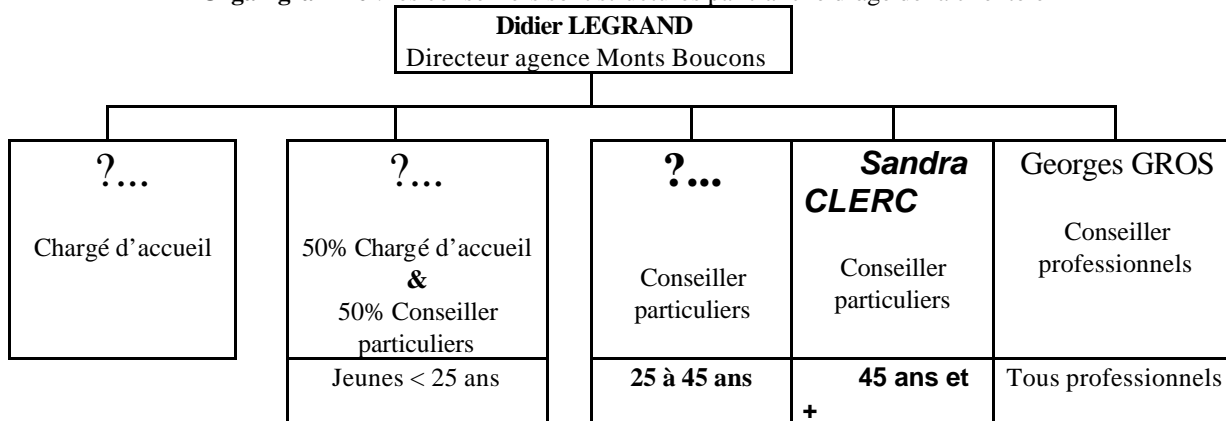 Didier LEGRAND
Directeur agence Monts Boucons
?...
Chargé d'accueil
?...
50% Chargé d'accueil
&
50% Conseiller
particuliers
Jeunes < 25 ans
?...
Conseiller
particuliers
25 à 45 ans
Sandra
CLERC
Conseiller
particuliers
45 ans et
+
Georges GROS
Conseiller
professionnels
Tous professionnels